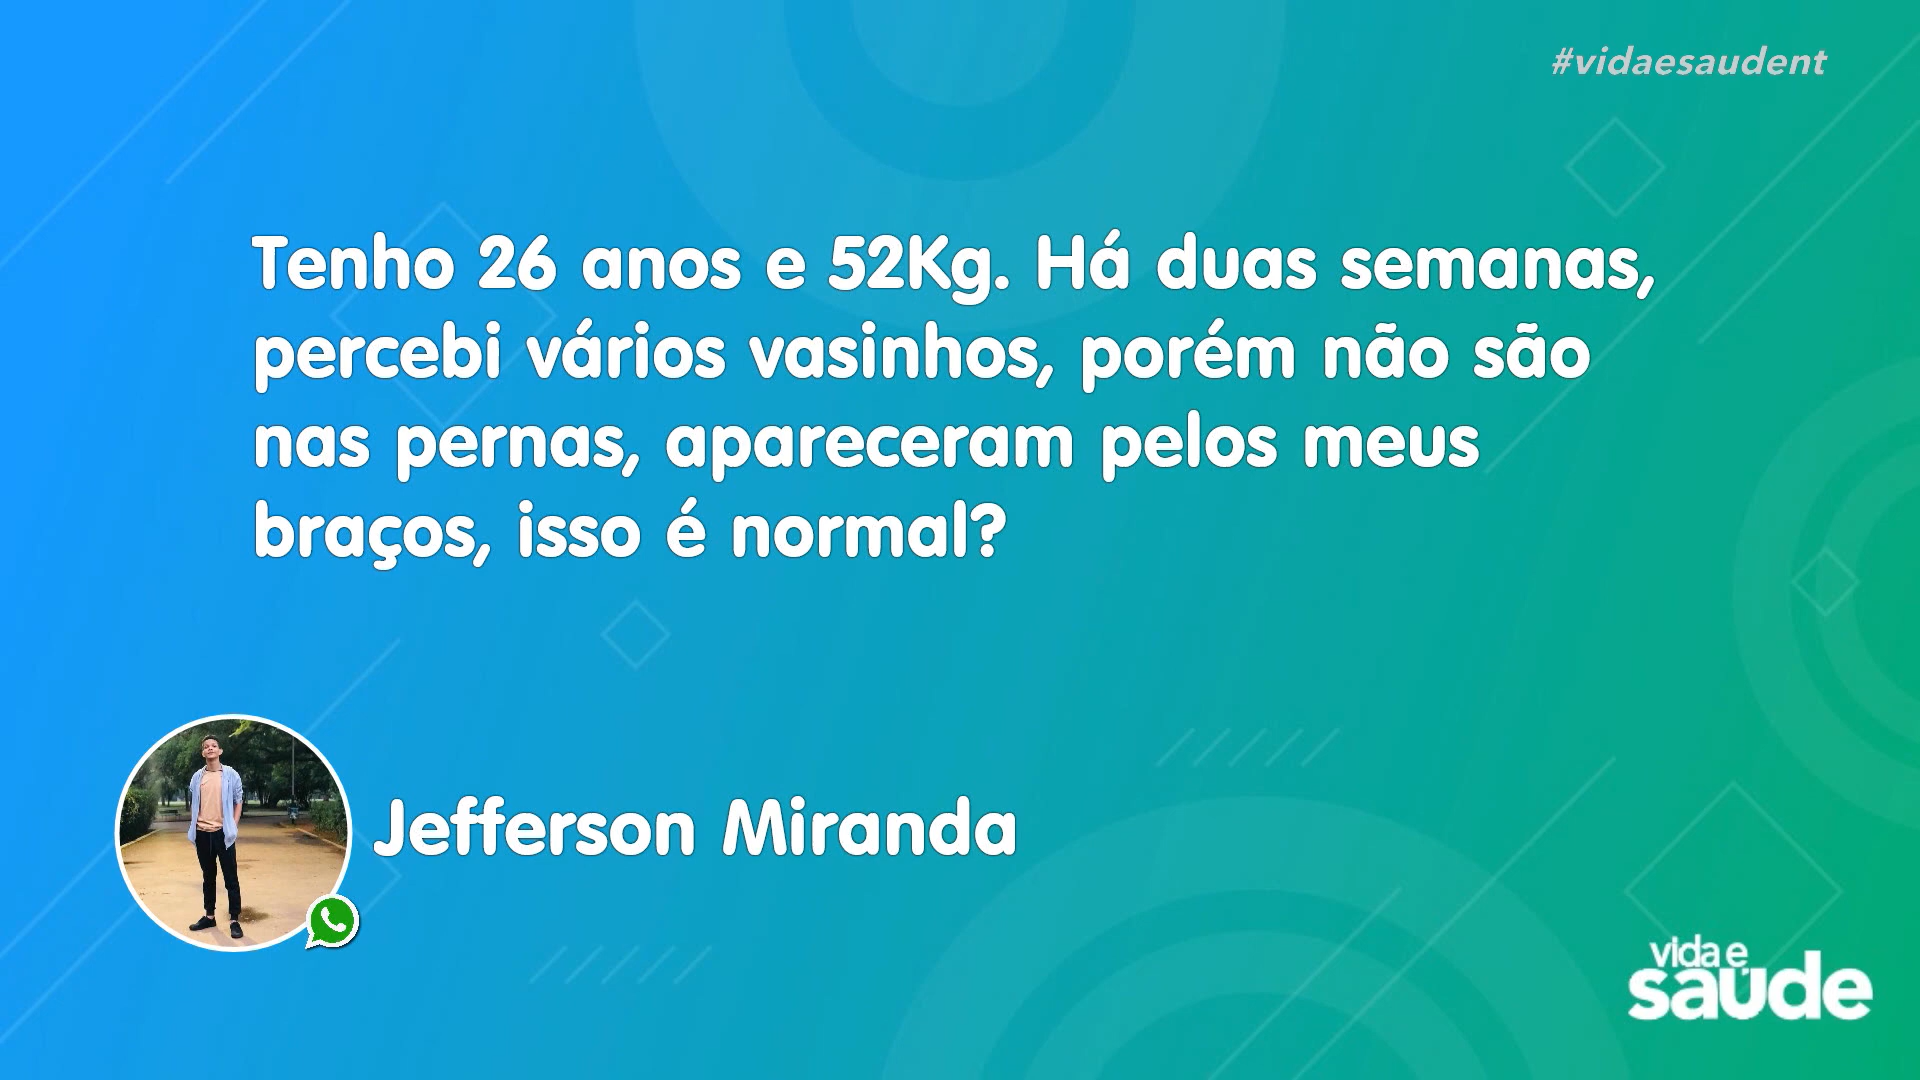 #vidaesaudent
Tenho 26 anos e 52Kg. Há duas semanas,
percebi vários vasinhos, porém não são
nas pernas, apareceram pelos meus
braços, isso é normal?
Jefferson Miranda
vida e
saúde